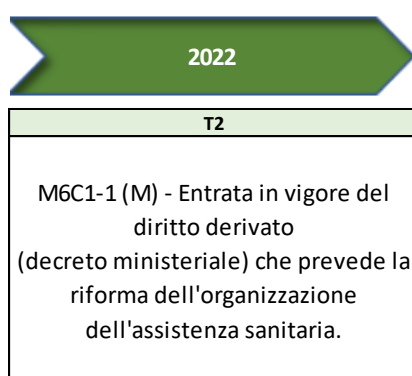 2022
T2
M6C1-1 (M) - Entrata in vigore del
diritto derivato
(decreto ministeriale) che prevede la
riforma dell'organizzazione
dell'assistenza sanitaria.